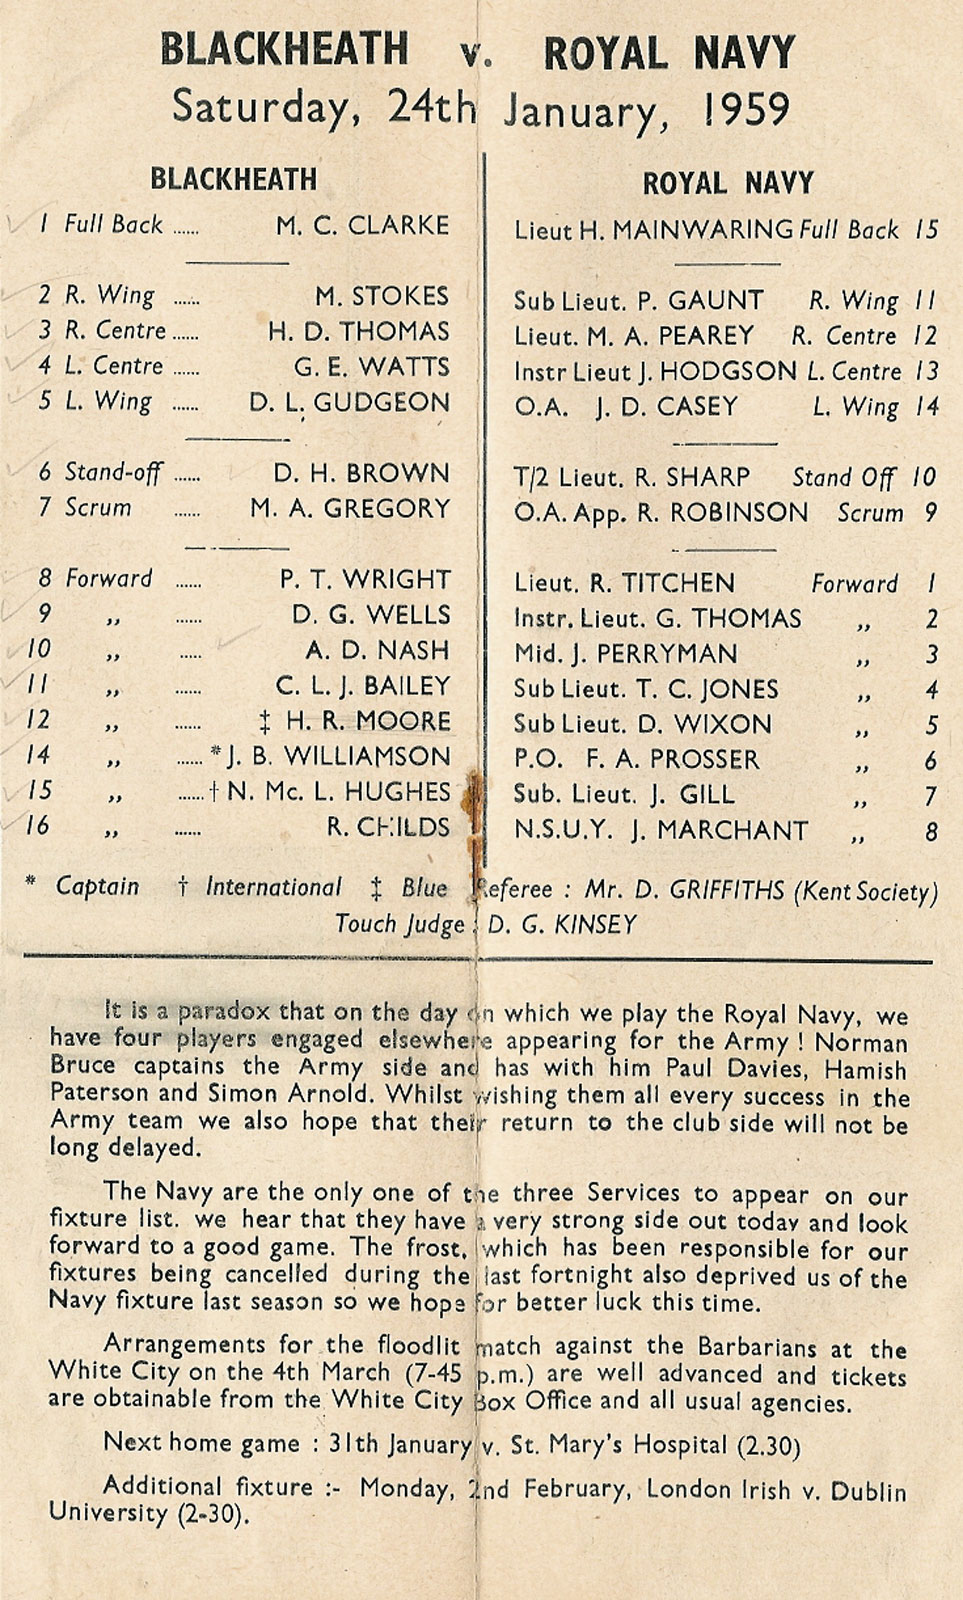 BLACKHEATH v. ROYAL NAVY
Saturday, 24th January, 1959
BLACKHEATH
1 Full Back ...... M. C. CLARKE
2 R. Wing ...... M. STOKES
3 R. Centre ...... H. D. THOMAS
4 L. Centre ...... G. E. WATTS
5 L. Wing ...... D. L. GUDGEON
6 Stand-off ...... D. H. BROWN
7 Scrum ...... M. A. GREGORY
8 Forward ...... P. T. WRIGHT
9 ,, ...... D. G. WELLS
10 ,, ..... A. D. NASH
11 ,, ...... C. L. J. BAILEY
12 ,, ...... ‡ H. R. MOORE
14 ,, ...... * J. B. WILLIAMSON
15 ,, ...... † N. Mc. L. HUGHES
16 ,, ...... R. CHILDS
ROYAL NAVY
Lieut H. MAINWARING Full Back 15
Sub Lieut. P. GAUNT R. Wing 11
Lieut. M. A. PEAREY R. Centre 12
Instr Lieut J. HODGSON L. Centre 13
O.A. J. D. CASEY L. Wing 14
T/2 Lieut. R. SHARP Stand Off 10
O.A. App. R. ROBINSON Scrum 9
Lieut. R. TITCHEN Forward 1
Instr. Lieut. G. THOMAS ,, 2
Mid. J. PERRYMAN ,, 3
Sub Lieut. T. C. JONES ,, 4
Sub Lieut. D. WIXON ,, 5
P.O. F. A. PROSSER ,, 6
Sub. Lieut. J. GILL ,, 7
N.S.U.Y. J. MARCHANT ,, 8
* Captain † International ‡ Blue Referee : Mr. D. GRIFFITHS (Kent Society)
Touch Judge : D. G. KINSEY
It is a paradox that on the day on which we play the Royal Navy, we
have four players engaged elsewhere appearing for the Army ! Norman
Bruce captains the Army side and has with him Paul Davies, Hamish
Paterson and Simon Arnold. Whilst wishing them all every success in the
Army team we also hope that their return to the club side will not be
long delayed.
The Navy are the only one of the three Services to appear on our
fixture list. we hear that they have a very strong side out today and look
forward to a good game. The frost, which has been responsible for our
fixtures being cancelled during the last fortnight also deprived us of the
Navy fixture last season so we hope for better luck this time.
Arrangements for the floodlit match against the Barbarians at the
White City on the 4th March (7-45 p.m.) are well advanced and tickets
are obtainable from the White City Box Office and all usual agencies.
Next home game : 31th January v. St. Mary's Hospital (2.30)
Additional fixture :- Monday, 2nd February, London Irish v. Dublin
University (2-30).